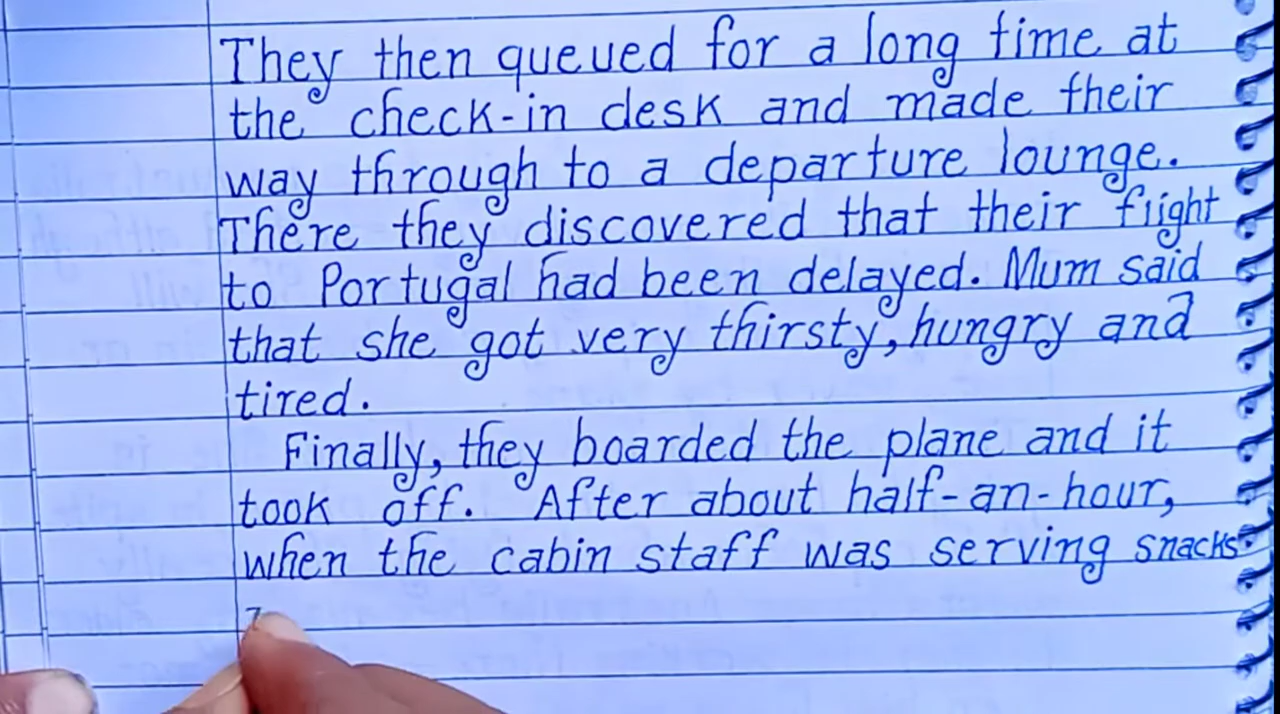 They then queued for a long time at
the check-in desk and made their
way through to a departure lounge.
There they discovered that their flight
to Portugal had been delayed. Mum said
that she got very thirsty, hungry and
tired.
Finally, they boarded the plane and it
took off. After about half-an-hour,
when the cabin staff was serving snacks